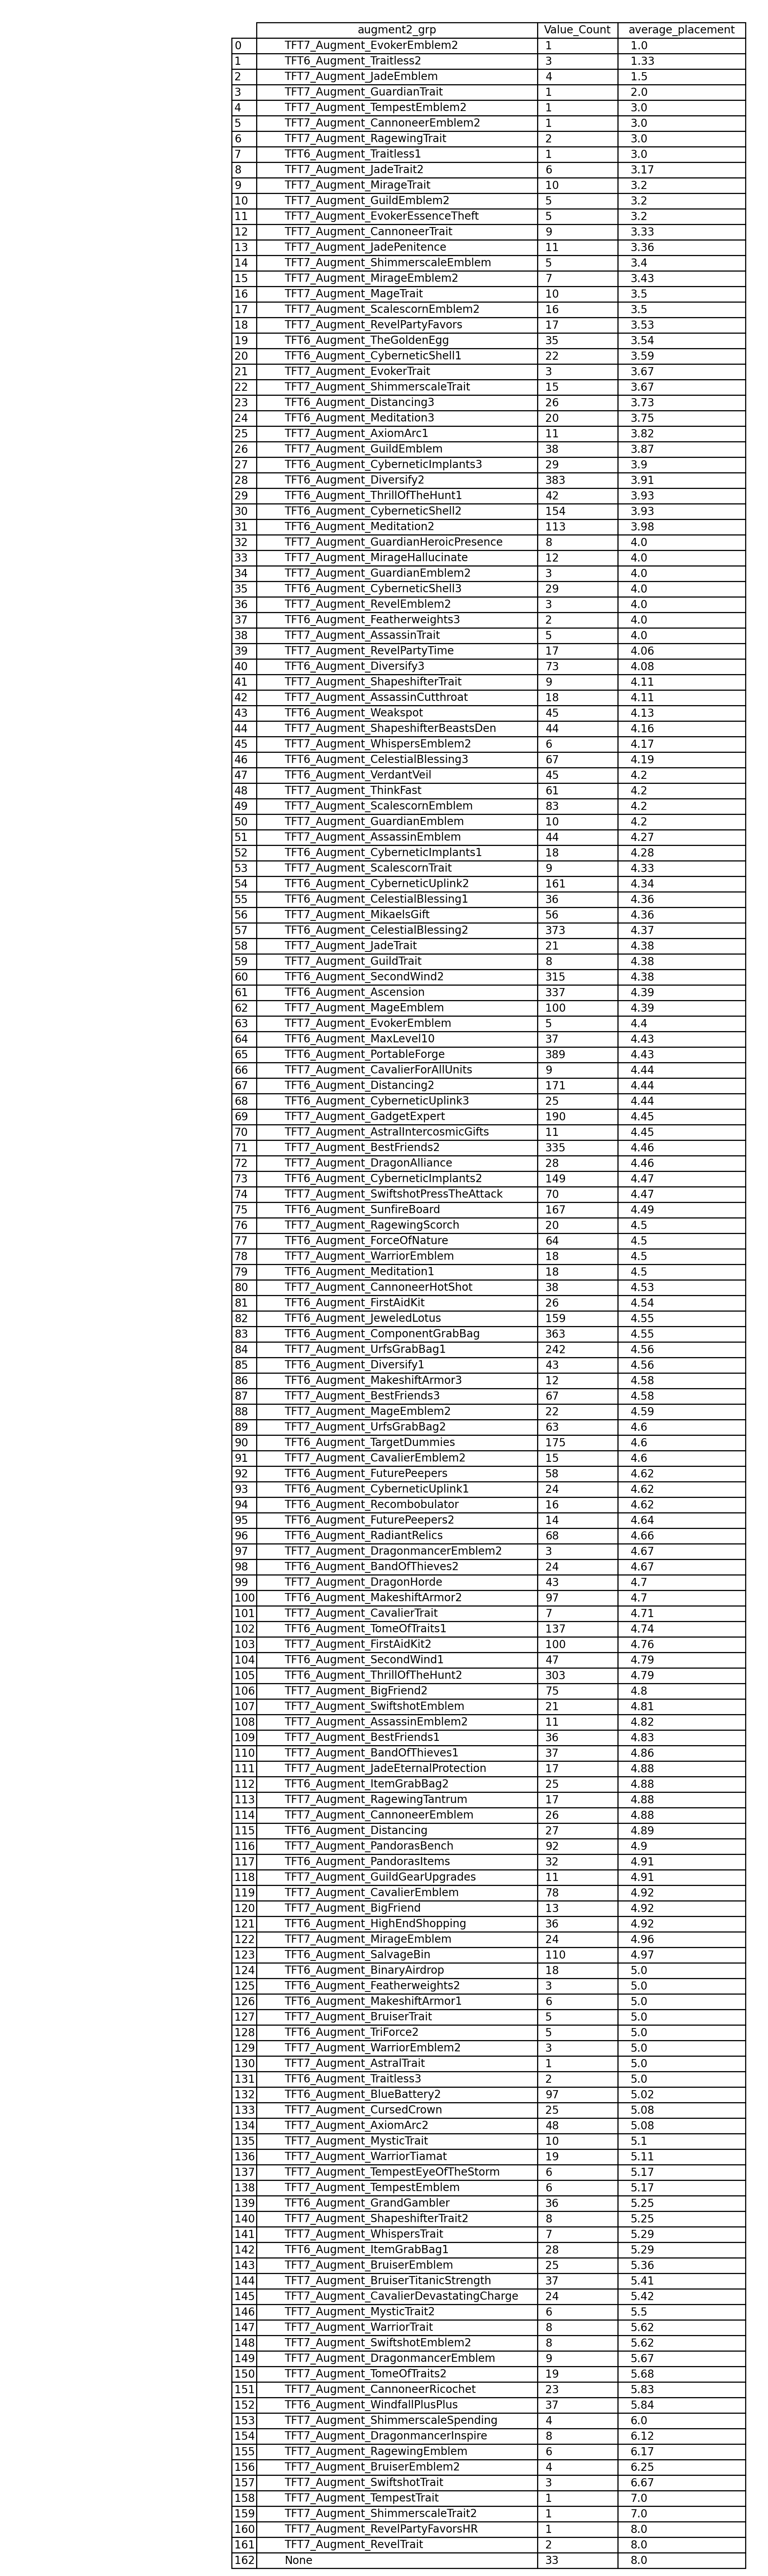 augment2_grp Value_Count average_placement
0 TFT7_Augment_EvokerEmblem2 1 1.0
1 TFT6_Augment_Traitless2 3 1.33
2 TFT7_Augment_JadeEmblem 4 1.5
3 TFT7_Augment_GuardianTrait 1 2.0
4 TFT7_Augment_TempestEmblem2 1 3.0
5 TFT7_Augment_CannoneerEmblem2 1 3.0
6 TFT7_Augment_RagewingTrait 2 3.0
7 TFT6_Augment_Traitless1 1 3.0
8 TFT7_Augment_JadeTrait2 6 3.17
9 TFT7_Augment_MirageTrait 10 3.2
10 TFT7_Augment_GuildEmblem2 5 3.2
11 TFT7_Augment_EvokerEssenceTheft 5 3.2
12 TFT7_Augment_CannoneerTrait 9 3.33
13 TFT7_Augment_JadePenitence 11 3.36
14 TFT7_Augment_ShimmerscaleEmblem 5 3.4
15 TFT7_Augment_MirageEmblem2 7 3.43
16 TFT7_Augment_MageTrait 10 3.5
17 TFT7_Augment_ScalescornEmblem2 16 3.5
18 TFT7_Augment_RevelPartyFavors 17 3.53
19 TFT6_Augment_TheGoldenEgg 35 3.54
20 TFT6_Augment_CyberneticShell1 22 3.59
21 TFT7_Augment_EvokerTrait 3 3.67
22 TFT7_Augment_ShimmerscaleTrait 15 3.67
23 TFT6_Augment_Distancing3 26 3.73
24 TFT6_Augment_Meditation3 20 3.75
25 TFT7_Augment_AxiomArc1 11 3.82
26 TFT7_Augment_GuildEmblem 38 3.87
27 TFT6_Augment_CyberneticImplants3 29 3.9
28 TFT6_Augment_Diversify2 383 3.91
29 TFT6_Augment_ThrillOfTheHunt1 42 3.93
30 TFT6_Augment_CyberneticShell2 154 3.93
31 TFT6_Augment_Meditation2 113 3.98
32 TFT7_Augment_GuardianHeroicPresence 8 4.0
33 TFT7_Augment_MirageHallucinate 12 4.0
34 TFT7_Augment_GuardianEmblem2 3 4.0
35 TFT6_Augment_CyberneticShell3 29 4.0
36 TFT7_Augment_RevelEmblem2 3 4.0
37 TFT6_Augment_Featherweights3 2 4.0
38 TFT7_Augment_AssassinTrait 5 4.0
39 TFT7_Augment_RevelPartyTime 17 4.06
40 TFT6_Augment_Diversify3 73 4.08
41 TFT7_Augment_ShapeshifterTrait 9 4.11
42 TFT7_Augment_AssassinCutthroat 18 4.11
43 TFT6_Augment_Weakspot 45 4.13
44 TFT7_Augment_ShapeshifterBeastsDen 44 4.16
45 TFT7_Augment_WhispersEmblem2 6 4.17
46 TFT6_Augment_CelestialBlessing3 67 4.19
47 TFT6_Augment_VerdantVeil 45 4.2
48 TFT7_Augment_ThinkFast 61 4.2
49 TFT7_Augment_ScalescornEmblem 83 4.2
50 TFT7_Augment_GuardianEmblem 10 4.2
51 TFT7_Augment_AssassinEmblem 44 4.27
52 TFT6_Augment_CyberneticImplants1 18 4.28
53 TFT7_Augment_ScalescornTrait 9 4.33
54 TFT6_Augment_CyberneticUplink2 161 4.34
55 TFT6_Augment_CelestialBlessing1 36 4.36
56 TFT7_Augment_MikaelsGift 56 4.36
57 TFT6_Augment_CelestialBlessing2 373 4.37
58 TFT7_Augment_JadeTrait 21 4.38
59 TFT7_Augment_GuildTrait 8 4.38
60 TFT6_Augment_SecondWind2 315 4.38
61 TFT6_Augment_Ascension 337 4.39
62 TFT7_Augment_MageEmblem 100 4.39
63 TFT7_Augment_EvokerEmblem 5 4.4
64 TFT6_Augment_MaxLevel10 37 4.43
65 TFT6_Augment_PortableForge 389 4.43
66 TFT7_Augment_CavalierForAllUnits 9 4.44
67 TFT6_Augment_Distancing2 171 4.44
68 TFT6_Augment_CyberneticUplink3 25 4.44
69 TFT7_Augment_GadgetExpert 190 4.45
70 TFT7_Augment_AstralIntercosmicGifts 11 4.45
71 TFT7_Augment_BestFriends2 335 4.46
72 TFT7_Augment_DragonAlliance 28 4.46
73 TFT6_Augment_CyberneticImplants2 149 4.47
74 TFT7_Augment_SwiftshotPressTheAttack 70 4.47
75 TFT6_Augment_SunfireBoard 167 4.49
76 TFT7_Augment_RagewingScorch 20 4.5
77 TFT6_Augment_ForceOfNature 64 4.5
78 TFT7_Augment_WarriorEmblem 18 4.5
79 TFT6_Augment_Meditation1 18 4.5
80 TFT7_Augment_CannoneerHotShot 38 4.53
81 TFT6_Augment_FirstAidKit 26 4.54
82 TFT6_Augment_JeweledLotus 159 4.55
83 TFT6_Augment_ComponentGrabBag 363 4.55
84 TFT7_Augment_UrfsGrabBag1 242 4.56
85 TFT6_Augment_Diversify1 43 4.56
86 TFT6_Augment_MakeshiftArmor3 12 4.58
87 TFT7_Augment_BestFriends3 67 4.58
88 TFT7_Augment_MageEmblem2 22 4.59
89 TFT7_Augment_UrfsGrabBag2 63 4.6
90 TFT6_Augment_TargetDummies 175 4.6
91 TFT7_Augment_CavalierEmblem2 15 4.6
92 TFT6_Augment_FuturePeepers 58 4.62
93 TFT6_Augment_CyberneticUplink1 24 4.62
94 TFT6_Augment_Recombobulator 16 4.62
95 TFT6_Augment_FuturePeepers2 14 4.64
96 TFT6_Augment_RadiantRelics 68 4.66
97 TFT7_Augment_DragonmancerEmblem2 3 4.67
98 TFT6_Augment_BandOfThieves2 24 4.67
99 TFT7_Augment_DragonHorde 43 4.7
100 TFT6_Augment_MakeshiftArmor2 97 4.7
101 TFT7_Augment_CavalierTrait 7 4.71
102 TFT6_Augment_TomeOfTraits1 137 4.74
103 TFT7_Augment_FirstAidKit2 100 4.76
104 TFT6_Augment_SecondWind1 47 4.79
105 TFT6_Augment_ThrillOfTheHunt2 303 4.79
106 TFT7_Augment_BigFriend2 75 4.8
107 TFT7_Augment_SwiftshotEmblem 21 4.81
108 TFT7_Augment_AssassinEmblem2 11 4.82
109 TFT7_Augment_BestFriends1 36 4.83
110 TFT7_Augment_BandOfThieves1 37 4.86
111 TFT7_Augment_JadeEternalProtection 17 4.88
112 TFT6_Augment_ItemGrabBag2 25 4.88
113 TFT7_Augment_RagewingTantrum 17 4.88
114 TFT7_Augment_CannoneerEmblem 26 4.88
115 TFT6_Augment_Distancing 27 4.89
116 TFT7_Augment_PandorasBench 92 4.9
117 TFT6_Augment_PandorasItems 32 4.91
118 TFT7_Augment_GuildGearUpgrades 11 4.91
119 TFT7_Augment_CavalierEmblem 78 4.92
120 TFT7_Augment_BigFriend 13 4.92
121 TFT6_Augment_HighEndShopping 36 4.92
122 TFT7_Augment_MirageEmblem 24 4.96
123 TFT6_Augment_SalvageBin 110 4.97
124 TFT6_Augment_BinaryAirdrop 18 5.0
125 TFT6_Augment_Featherweights2 3 5.0
126 TFT6_Augment_MakeshiftArmor1 6 5.0
127 TFT7_Augment_BruiserTrait 5 5.0
128 TFT6_Augment_TriForce2 5 5.0
129 TFT7_Augment_WarriorEmblem2 3 5.0
130 TFT7_Augment_AstralTrait 1 5.0
131 TFT6_Augment_Traitless3 2 5.0
132 TFT6_Augment_BlueBattery2 97 5.02
133 TFT7_Augment_CursedCrown 25 5.08
134 TFT7_Augment_AxiomArc2 48 5.08
135 TFT7_Augment_MysticTrait 10 5.1
136 TFT7_Augment_WarriorTiamat 19 5.11
137 TFT7_Augment_TempestEyeOfTheStorm 6 5.17
138 TFT7_Augment_TempestEmblem 6 5.17
139 TFT6_Augment_GrandGambler 36 5.25
140 TFT7_Augment_ShapeshifterTrait2 8 5.25
141 TFT7_Augment_WhispersTrait 7 5.29
142 TFT6_Augment_ItemGrabBag1 28 5.29
143 TFT7_Augment_BruiserEmblem 25 5.36
144 TFT7_Augment_BruiserTitanicStrength 37 5.41
145 TFT7_Augment_CavalierDevastatingCharge 24 5.42
146 TFT7_Augment_MysticTrait2 6 5.5
147 TFT7_Augment_WarriorTrait 8 5.62
148 TFT7_Augment_SwiftshotEmblem2 8 5.62
149 TFT7_Augment_DragonmancerEmblem 9 5.67
150 TFT7_Augment_TomeOfTraits2 19 5.68
151 TFT7_Augment_CannoneerRicochet 23 5.83
152 TFT6_Augment_WindfallPlusPlus 37 5.84
153 TFT7_Augment_ShimmerscaleSpending 4 6.0
154 TFT7_Augment_DragonmancerInspire 8 6.12
155 TFT7_Augment_RagewingEmblem 6 6.17
156 TFT7_Augment_BruiserEmblem2 4 6.25
157 TFT7_Augment_SwiftshotTrait 3 6.67
158 TFT7_Augment_TempestTrait 1 7.0
159 TFT7_Augment_ShimmerscaleTrait2 1 7.0
160 TFT7_Augment_RevelPartyFavorsHR 1 8.0
161 TFT7_Augment_RevelTrait 2 8.0
162 None 33 8.0